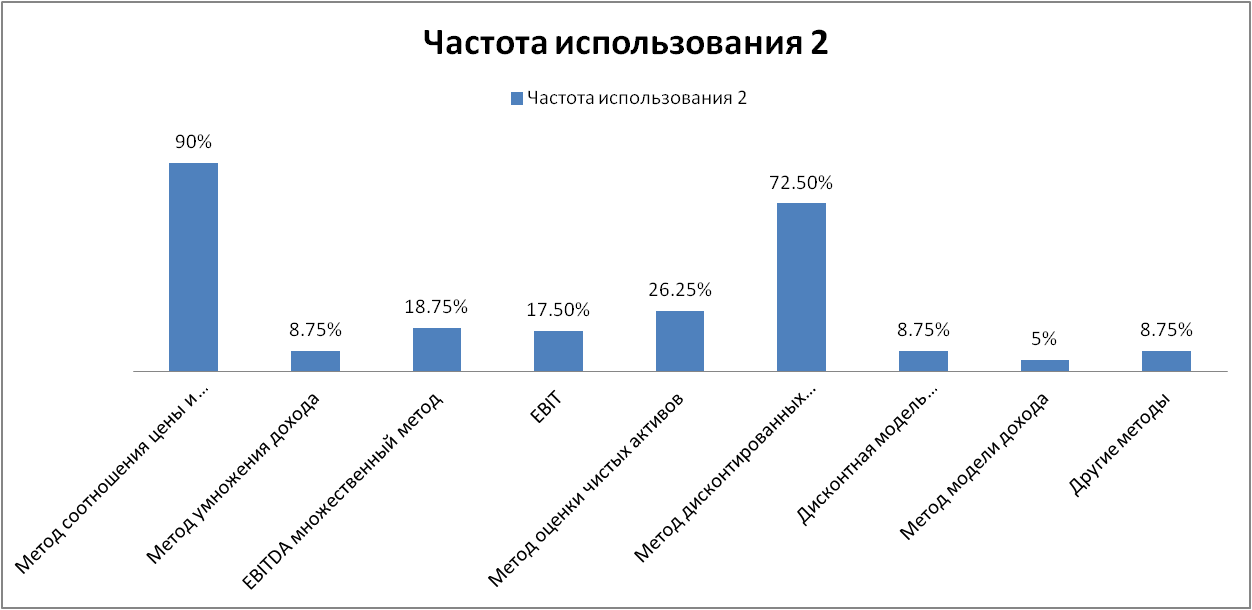 Частота использования 2
Частота использования 2
90%
8.75%
18.75%
17.50%
26.25%
72.50%
8.75%
5%
8.75%
Метод соотношения цены и...
Метод умножения дохода
EBITDA множественный метод
EBIT
Метод оценки чистых активов
Метод дисконтированных...
Дисконтная модель...
Метод модели дохода
Другие методы